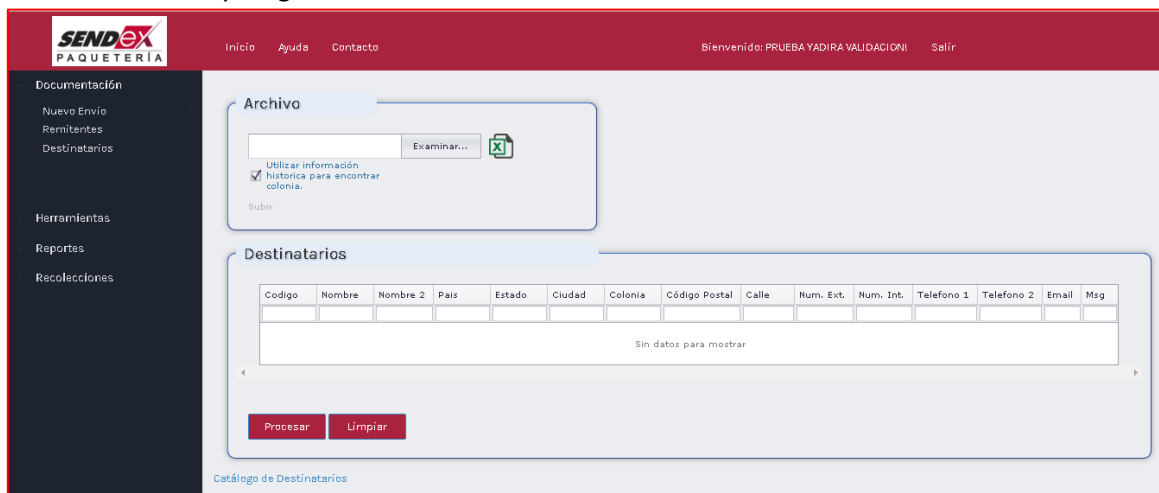 SENDEX
PAQUETERÍA
Inicio Ayuda Contacto Bienvenido: PRUEBA YADIRA VALIDACION! Salir
Documentación
Nuevo Envío
Remitentes
Destinatarios
Herramientas
Reportes
Recolecciones
Archivo
Examinar...
Utilizar información
historica para encontrar
colonia.
Subir
Destinatarios
Codigo Nombre Nombre 2 Pais Estado Ciudad Colonia Código Postal Calle Num. Ext. Num. Int. Telefono 1 Telefono 2 Email Msg
Sin datos para mostrar
Procesar Limpiar
Catálogo de Destinatarios